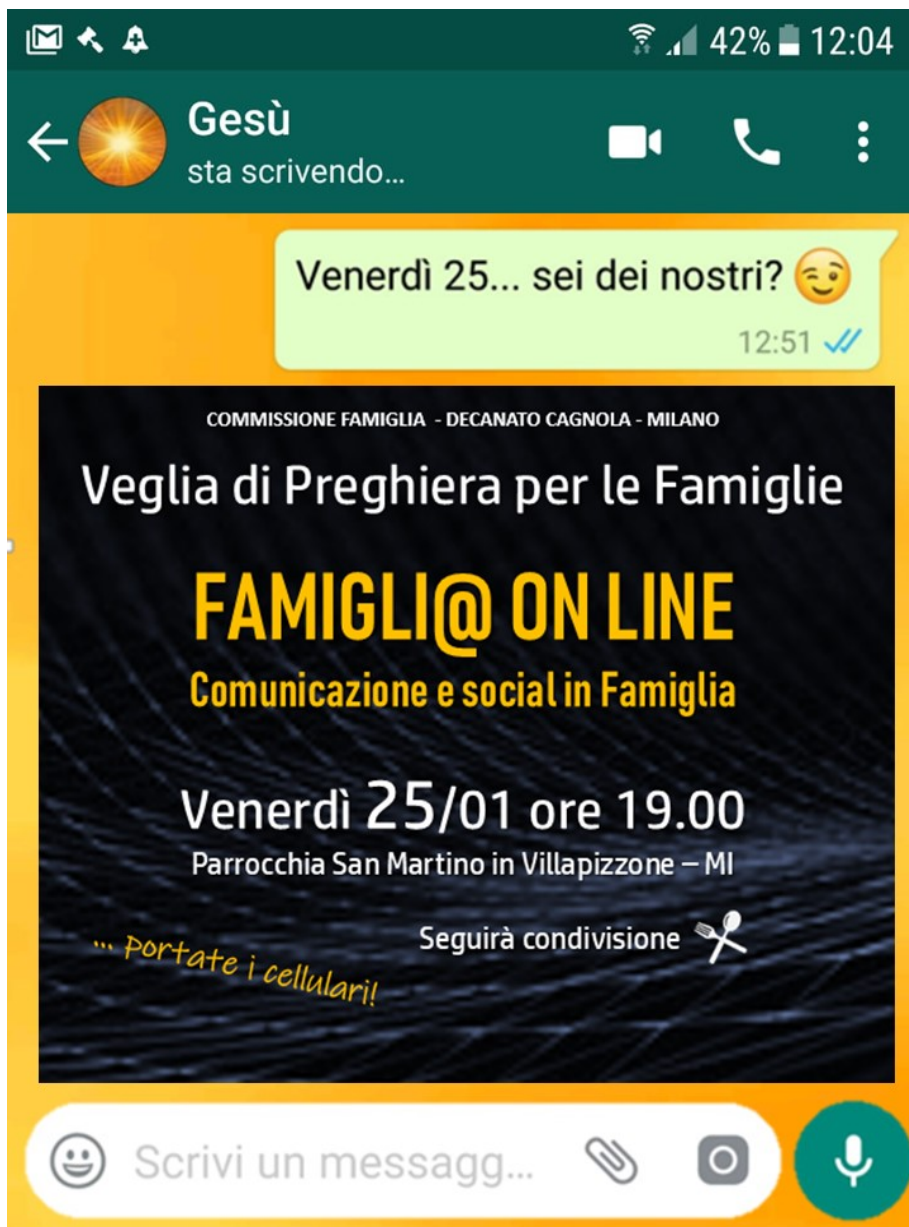 42% 12:04
Gesù
sta scrivendo...
Venerdì 25... sei dei nostri? 😉
12:51
COMMISSIONE FAMIGLIA - DECANATO CAGNOLA - MILANO
Veglia di Preghiera per le Famiglie
FAMIGLI@ ON LINE
Comunicazione e social in Famiglia
Venerdì 25/01 ore 19.00
Parrocchia San Martino in Villapizzone – MI
Seguirà condivisione
... portate i cellulari!
Scrivi un messagg...